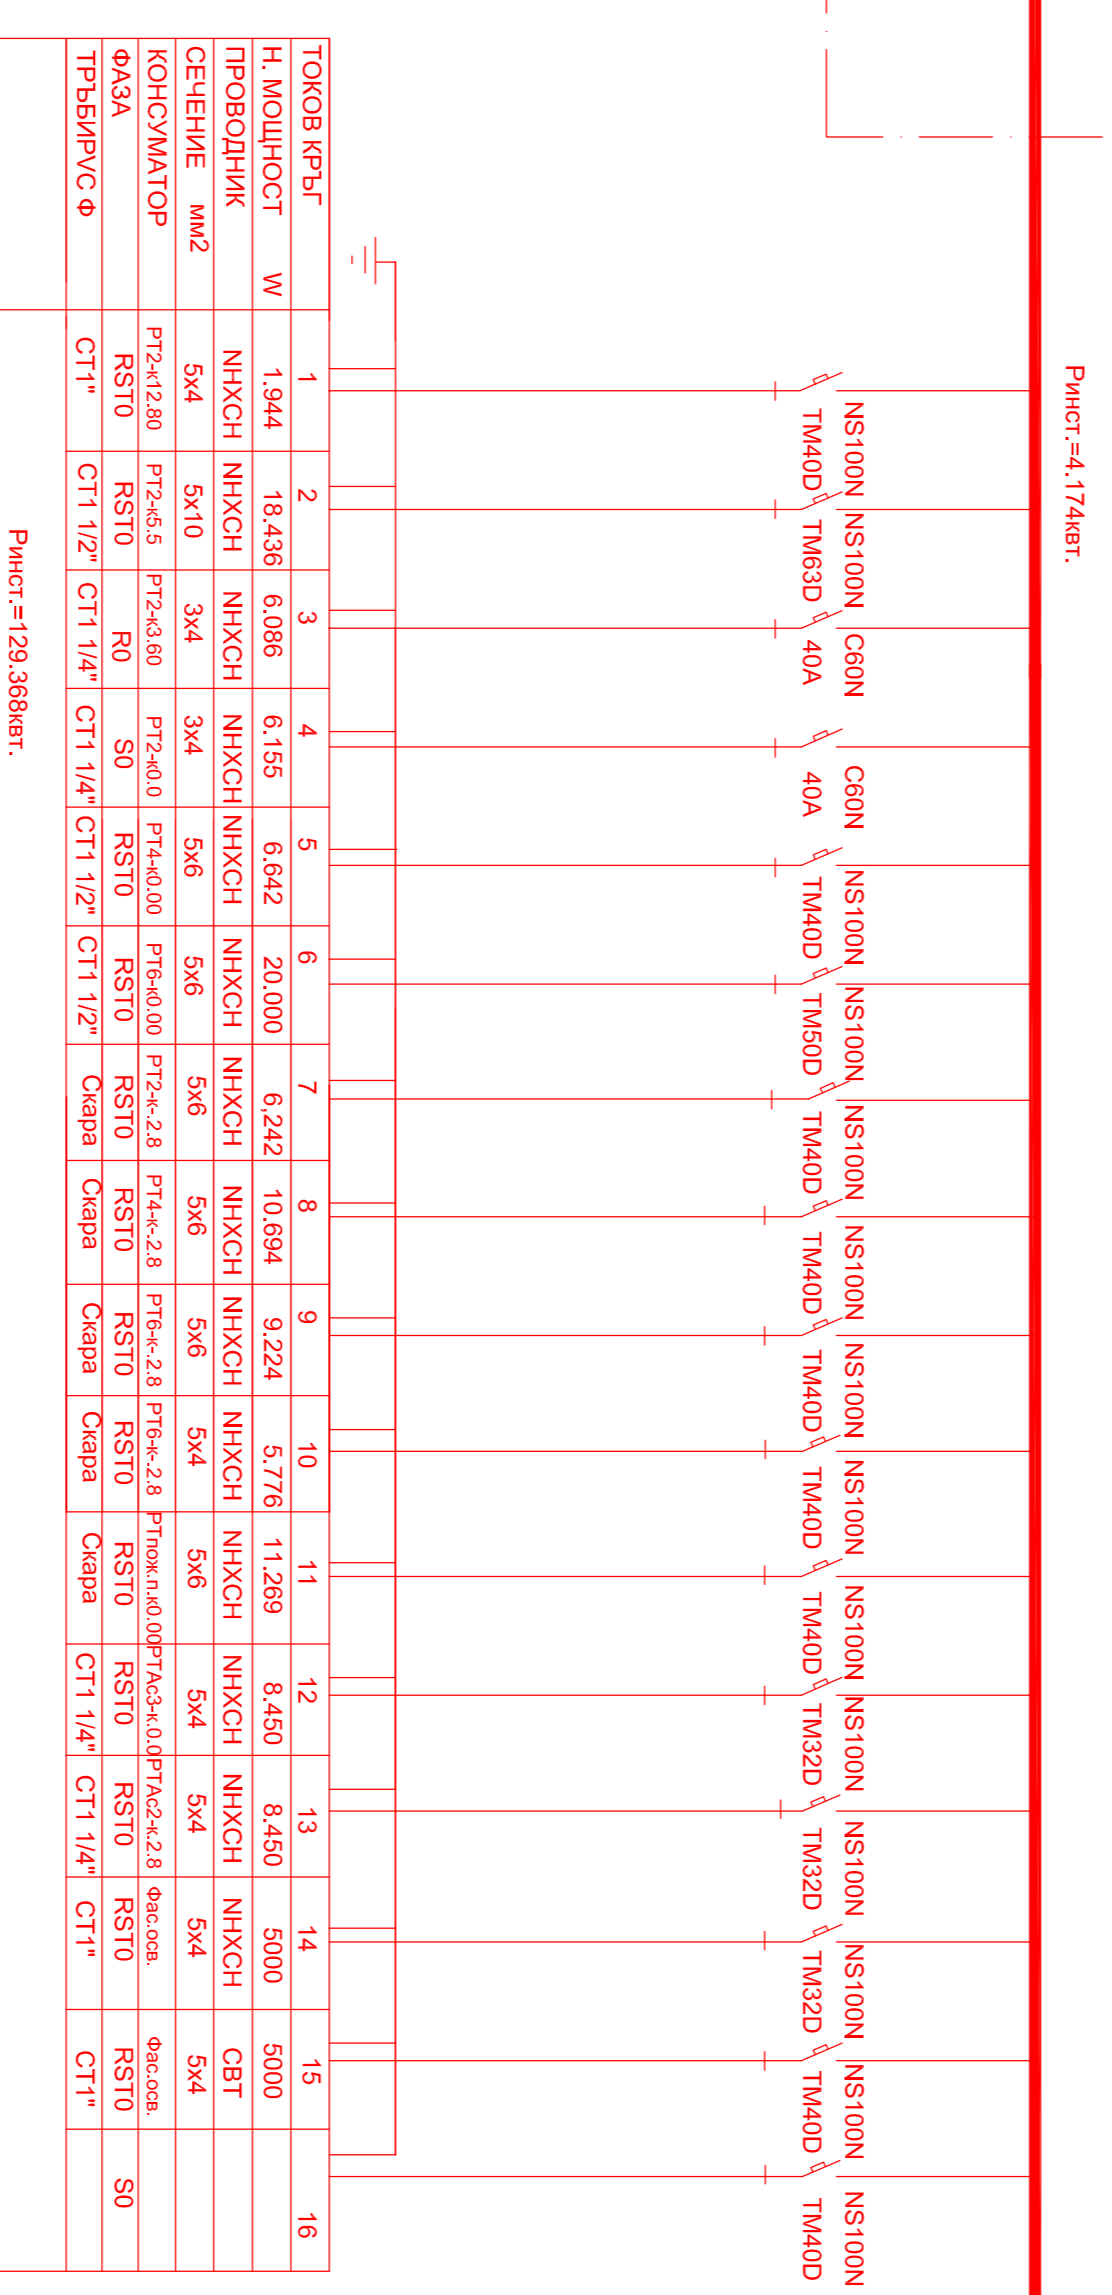 Ринст.=4.174квт.
NS100N NS100N C60N C60N NS100N NS100N NS100N NS100N NS100N NS100N NS100N NS100N NS100N NS100N NS100N NS100N
TM40D TM63D 40A 40A TM40D TM50D TM40D TM40D TM40D TM40D TM40D TM32D TM32D TM32D TM40D TM40D
ТОКОВ КРЪГ 1 2 3 4 5 6 7 8 9 10 11 12 13 14 15 16
Н. МОЩНОСТ W 1.944 18.436 6.086 6.155 6.642 20.000 6,242 10.694 9.224 5.776 11.269 8.450 8.450 5000 5000
ПРОВОДНИК NHXCH NHXCH NHXCH NHXCH NHXCH NHXCH NHXCH NHXCH NHXCH NHXCH NHXCH NHXCH NHXCH NHXCH СВТ
СЕЧЕНИЕ мм2 5x4 5x10 3x4 3x4 5x6 5x6 5x6 5x6 5x6 5x4 5x6 5x4 5x4 5x4 5x4
КОНСУМАТОР РТ2-к12.80 РТ2-к5.5 РТ2-к3.60 РТ2-к0.0 РТ4-к0.00 РТ6-к0.00 РТ2-к-.2.8 РТ4-к-.2.8 РТ6-к-.2.8 РТ6-к-.2.8 РТпож.п.к0.00 РТАс3-к.0.0 РТАс2-к.2.8 Фас.осв. Фас.осв.
ФАЗА RST0 RST0 R0 S0 RST0 RST0 RST0 RST0 RST0 RST0 RST0 RST0 RST0 RST0 RST0 S0
ТРЪБИРVC Ф СТ1" СТ1 1/2" СТ1 1/4" СТ1 1/4" СТ1 1/2" СТ1 1/2" Скара Скара Скара Скара Скара СТ1 1/4" СТ1 1/4" СТ1" СТ1"
Ринст.=129.368квт.